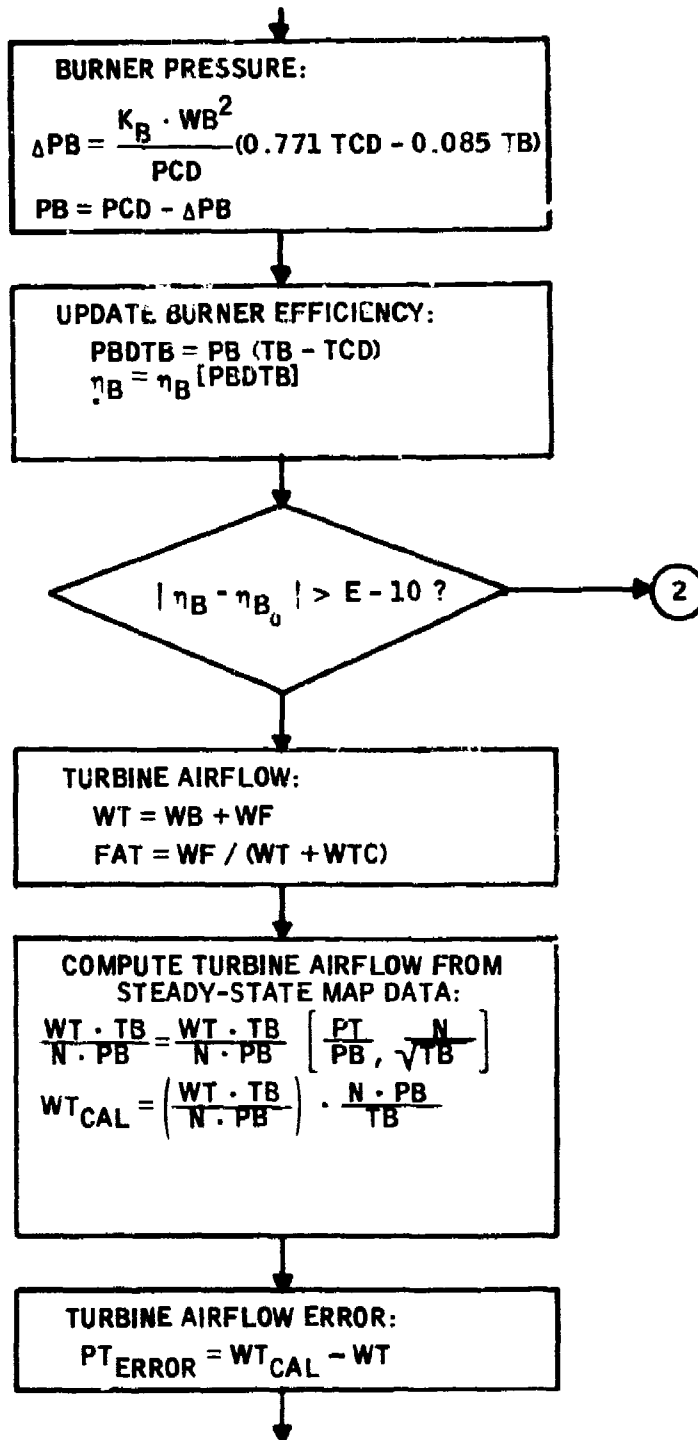 BURNER PRESSURE:
ΔPB = K_B · WB² / PCD (0.771 TCD - 0.085 TB)
PB = PCD - ΔPB
UPDATE BURNER EFFICIENCY:
PBDTB = PB (TB - TCD)
η_B = η_B [PBDTB]
| η_B - η_B_0 | > E - 10 ?
2
TURBINE AIRFLOW:
WT = WB + WF
FAT = WF / (WT + WTC)
COMPUTE TURBINE AIRFLOW FROM
STEADY-STATE MAP DATA:
WT · TB / N · PB = WT · TB / N · PB [PT / PB, N / √TB]
WT_CAL = (WT · TB / N · PB) · N · PB / TB
TURBINE AIRFLOW ERROR:
PT_ERROR = WT_CAL - WT